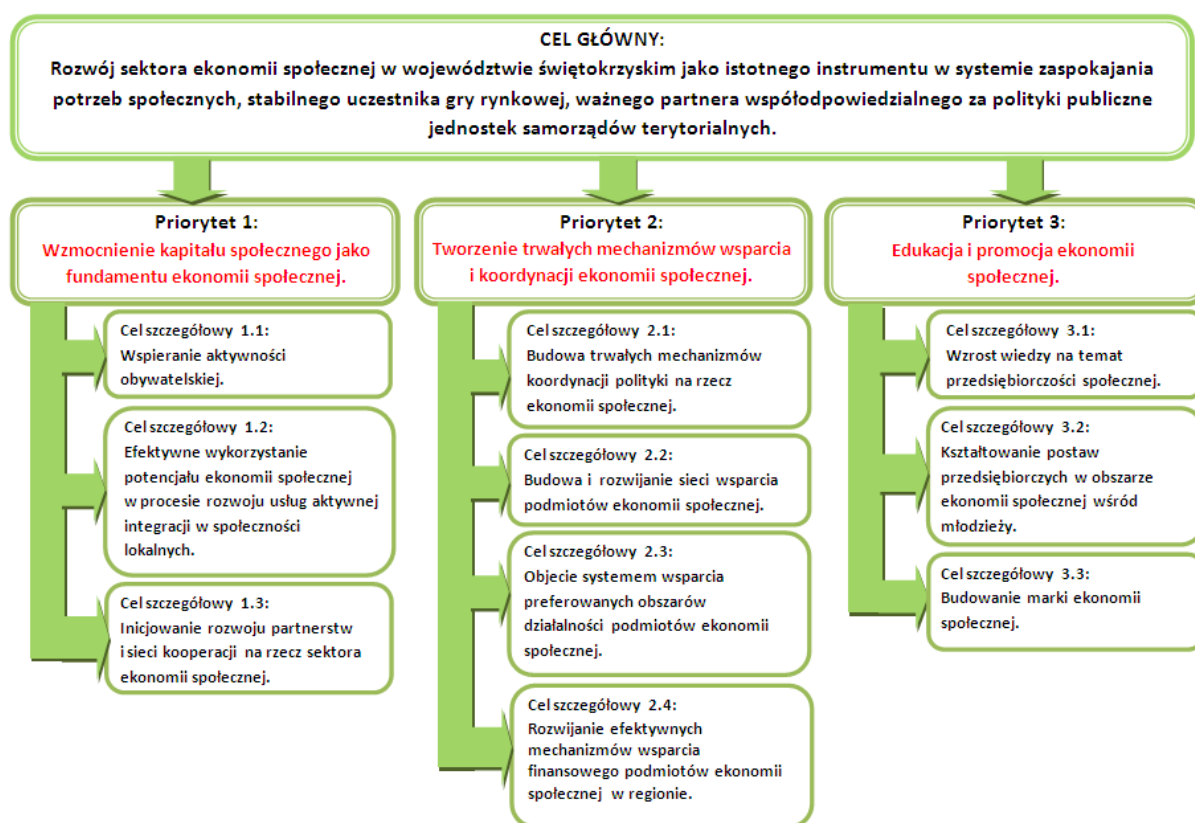 CEL GŁÓWNY:
Rozwój sektora ekonomii społecznej w województwie świętokrzyskim jako istotnego instrumentu w systemie zaspokajania
potrzeb społecznych, stabilnego uczestnika gry rynkowej, ważnego partnera współodpowiedzialnego za polityki publiczne
jednostek samorządów terytorialnych.
Priorytet 1:
Wzmocnienie kapitału społecznego jako
fundamentu ekonomii społecznej.
Cel szczegółowy 1.1:
Wspieranie aktywności
obywatelskiej.
Cel szczegółowy 1.2:
Efektywne wykorzystanie
potencjału ekonomii społecznej
w procesie rozwoju usług aktywnej
integracji w społeczności
lokalnych.
Cel szczegółowy 1.3:
Inicjowanie rozwoju partnerstw
i sieci kooperacji na rzecz sektora
ekonomii społecznej.
Priorytet 2:
Tworzenie trwałych mechanizmów wsparcia
i koordynacji ekonomii społecznej.
Cel szczegółowy 2.1:
Budowa trwałych mechanizmów
koordynacji polityki na rzecz
ekonomii społecznej.
Cel szczegółowy 2.2:
Budowa i rozwijanie sieci wsparcia
podmiotów ekonomii społecznej.
Cel szczegółowy 2.3:
Objecie systemem wsparcia
preferowanych obszarów
działalności podmiotów ekonomii
społecznej.
Cel szczegółowy 2.4:
Rozwijanie efektywnych
mechanizmów wsparcia
finansowego podmiotów ekonomii
społecznej w regionie.
Priorytet 3:
Edukacja i promocja ekonomii
społecznej.
Cel szczegółowy 3.1:
Wzrost wiedzy na temat
przedsiębiorczości społecznej.
Cel szczegółowy 3.2:
Kształtowanie postaw
przedsiębiorczych w obszarze
ekonomii społecznej wśród
młodzieży.
Cel szczegółowy 3.3:
Budowanie marki ekonomii
społecznej.